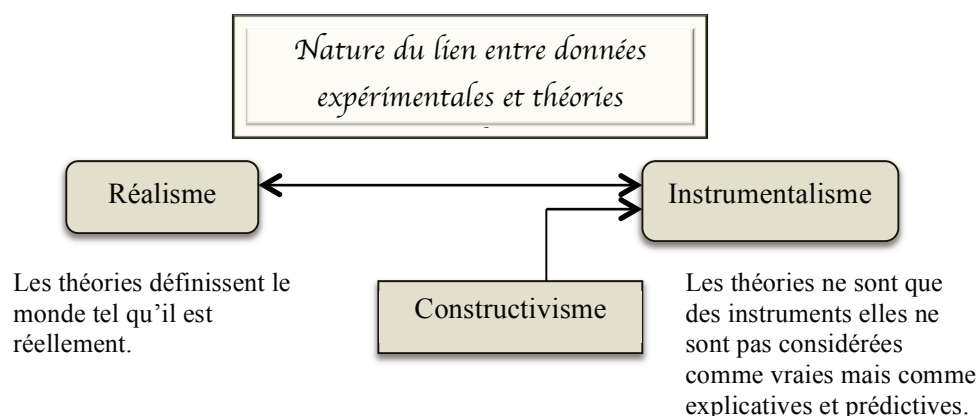 Nature du lien entre données
expérimentales et théories
Réalisme
Instrumentalisme
Les théories définissent le
monde tel qu’il est
réellement.
Constructivisme
Les théories ne sont que
des instruments elles ne
sont pas considérées
comme vraies mais comme
explicatives et prédictives.